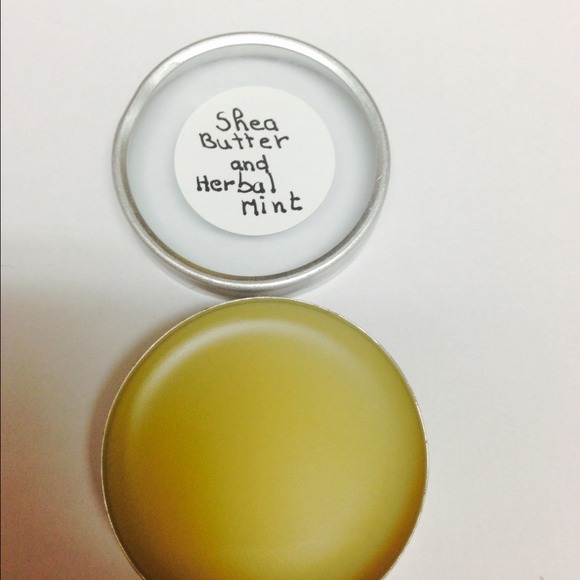 Shea
Butter
and
Herbal
Mint